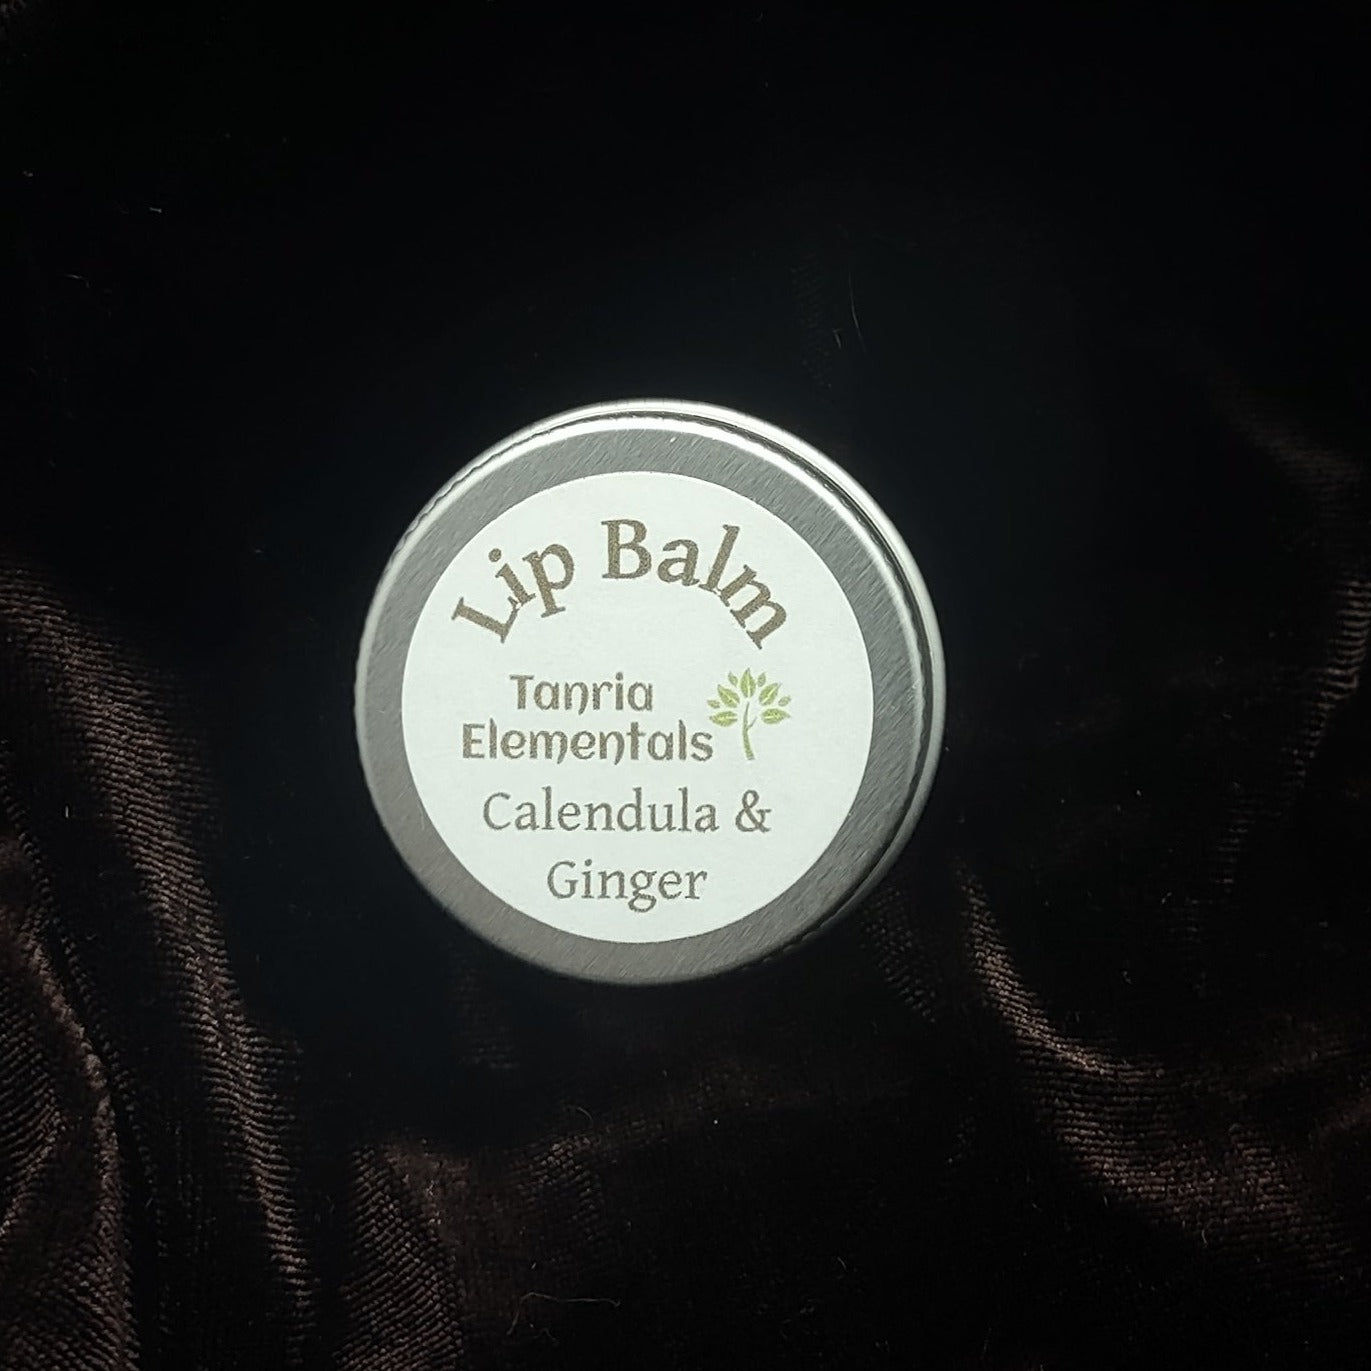 Lip Balm
Tanria
Elementals
Calendula &
Ginger